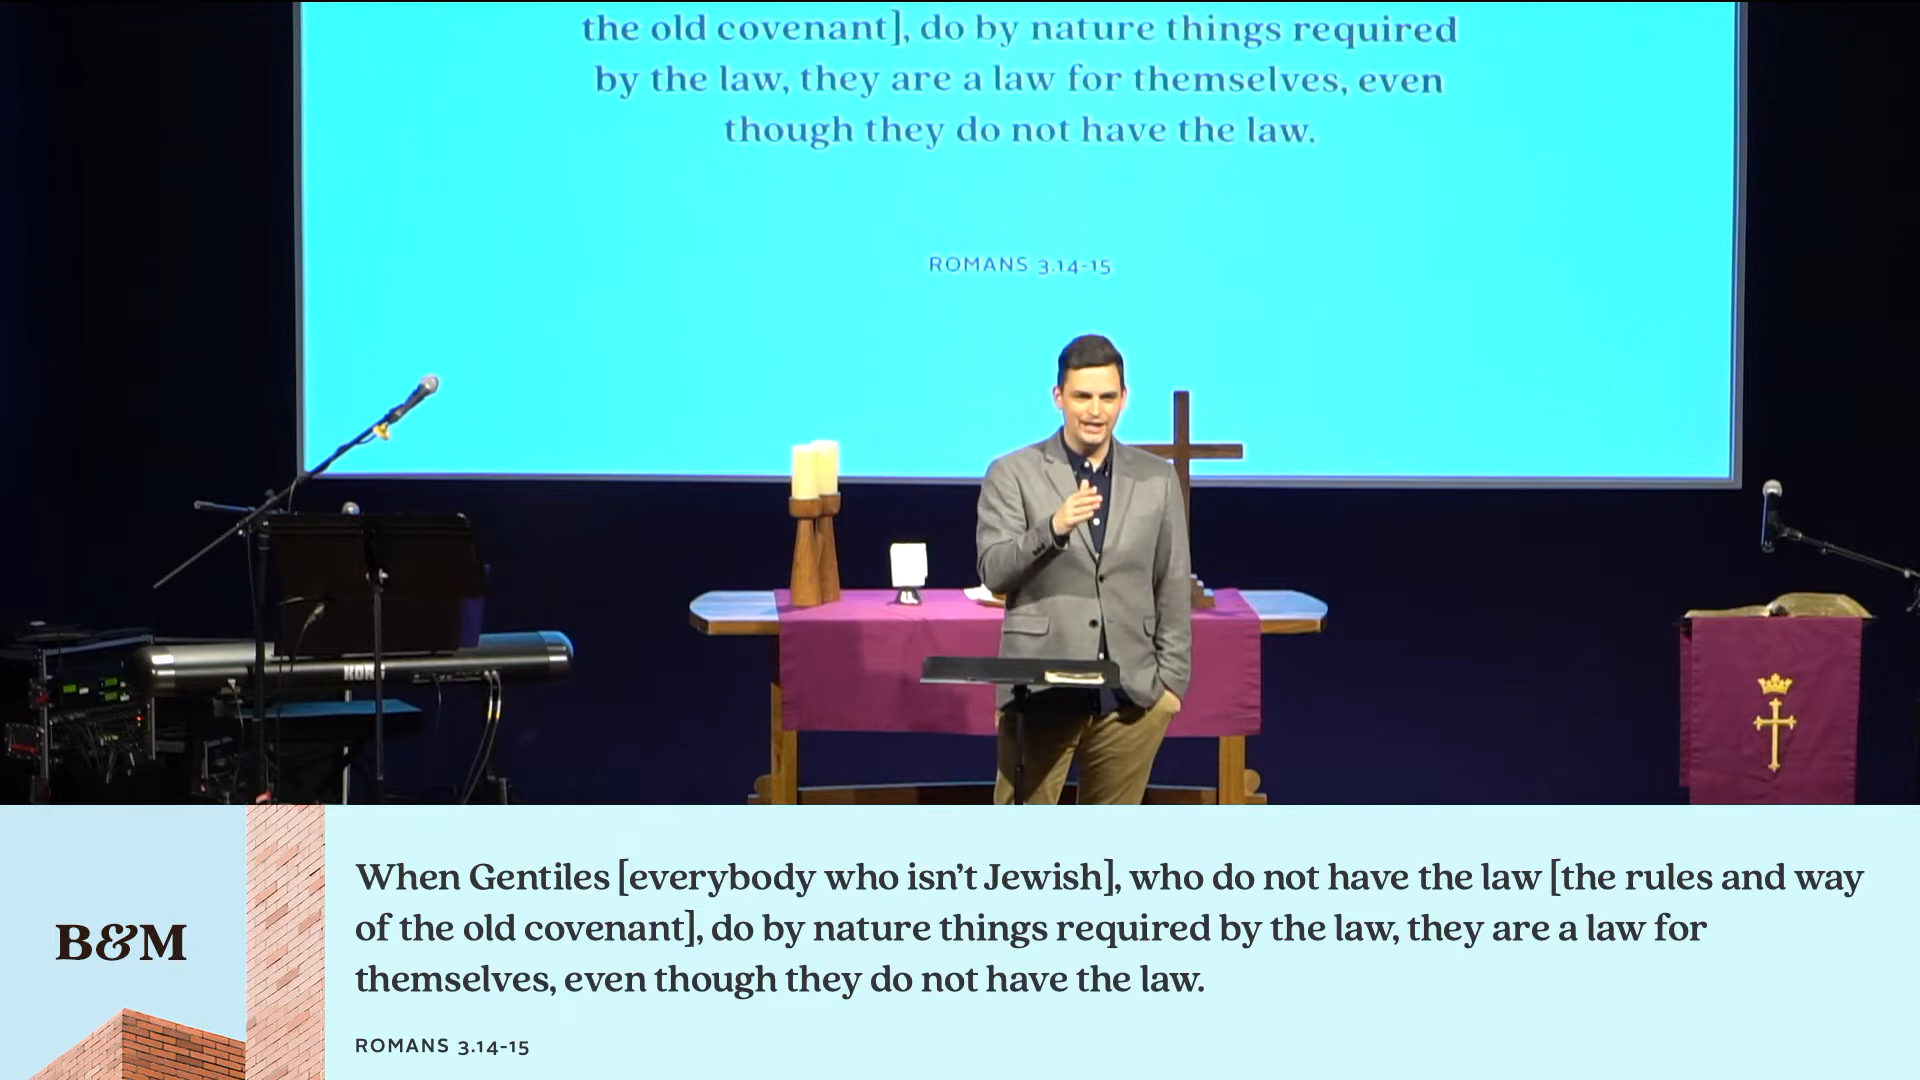 the old covenant], do by nature things required
by the law, they are a law for themselves, even
though they do not have the law.
ROMANS 3.14-15
KORG
B&M
When Gentiles [everybody who isn’t Jewish], who do not have the law [the rules and way
of the old covenant], do by nature things required by the law, they are a law for
themselves, even though they do not have the law.
ROMANS 3.14-15